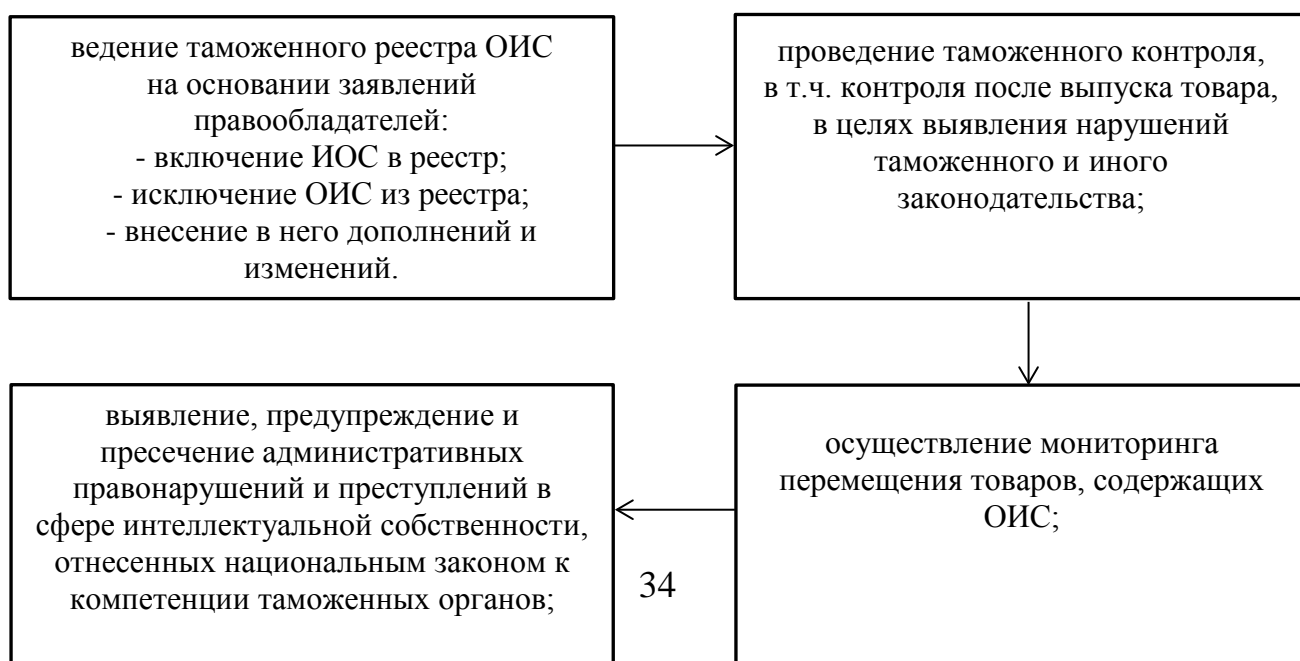 ведение таможенного реестра ОИС
на основании заявлений
правообладателей:
- включение ИОС в реестр;
- исключение ОИС из реестра;
- внесение в него дополнений и
изменений.
проведение таможенного контроля,
в т.ч. контроля после выпуска товара,
в целях выявления нарушений
таможенного и иного
законодательства;
осуществление мониторинга
перемещения товаров, содержащих
ОИС;
выявление, предупреждение и
пресечение административных
правонарушений и преступлений в
сфере интеллектуальной собственности,
отнесенных национальным законом к
компетенции таможенных органов;
34